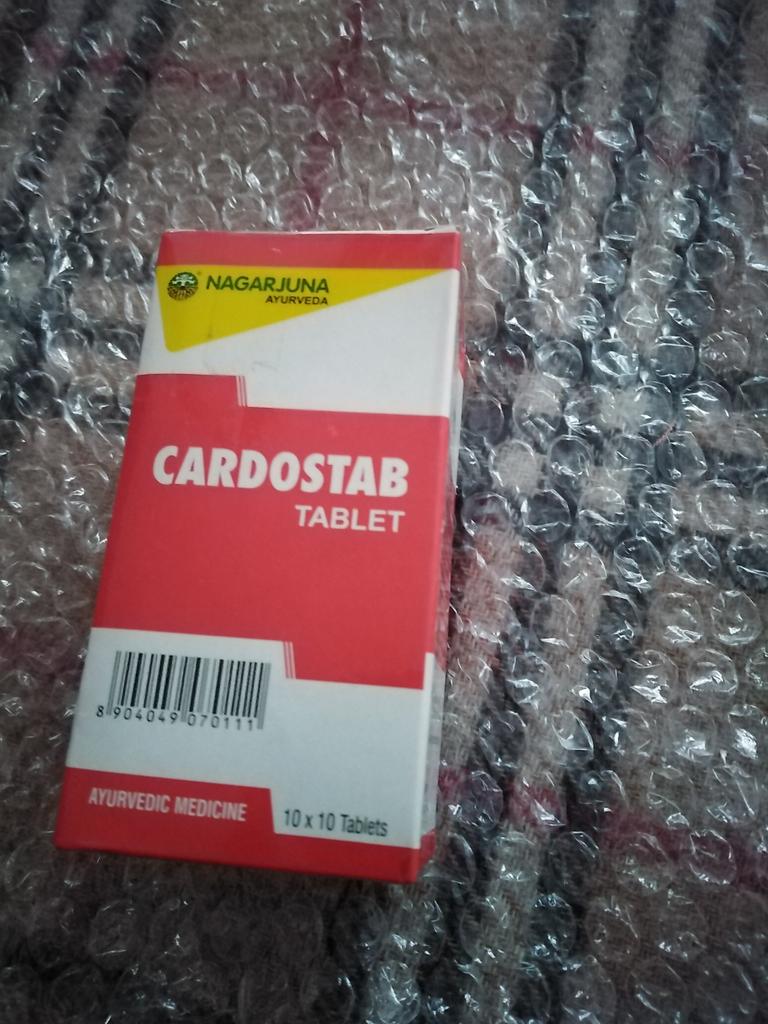 NAGARJUNA
AYURVEDA
CARDOSTAB
TABLET
8 904049 070111
AYURVEDIC MEDICINE
10 x 10 Tablets